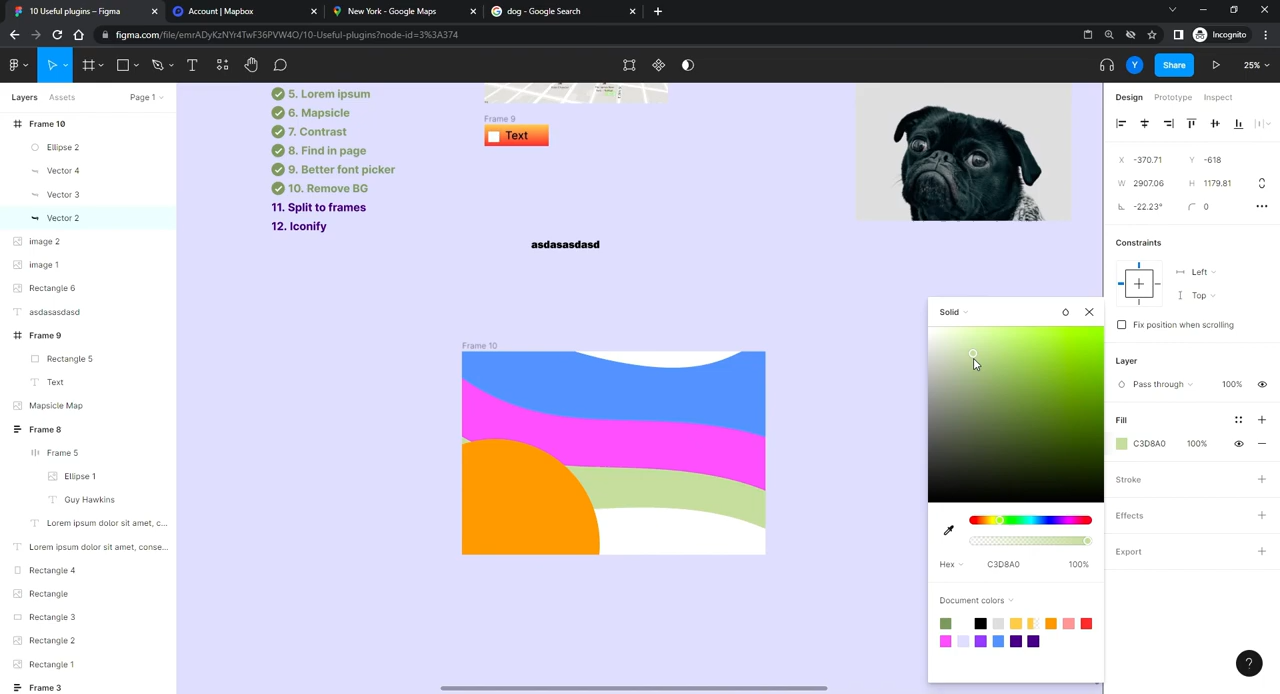 10 Useful plugins – Figma
Account | Mapbox
New York - Google Maps
dog - Google Search
figma.com/file/emrADyKzNYr4TwF36PVW4O/10-Useful-plugins?node-id=3%3A374
Incognito
Share
25%
Layers
Assets
Page 1
Frame 10
Ellipse 2
Vector 4
Vector 3
Vector 2
image 2
image 1
Rectangle 6
asdasasdasd
Frame 9
Rectangle 5
Text
Mapsicle Map
Frame 8
Frame 5
Ellipse 1
Guy Hawkins
Lorem ipsum dolor sit amet, c...
Lorem ipsum dolor sit amet, conse...
Rectangle 4
Rectangle
Rectangle 3
Rectangle 2
Rectangle 1
Frame 3
5. Lorem ipsum
6. Mapsicle
7. Contrast
8. Find in page
9. Better font picker
10. Remove BG
11. Split to frames
12. Iconify
Frame 9
Text
asdasasdasd
Frame 10
Solid
Hex
C3D8A0
100%
Document colors
Design
Prototype
Inspect
X -370.71
Y -618
W 2907.06
H 1179.81
-22.23°
0
Constraints
Left
Top
Fix position when scrolling
Layer
Pass through
100%
Fill
C3D8A0
100%
Stroke
Effects
Export
Y
?